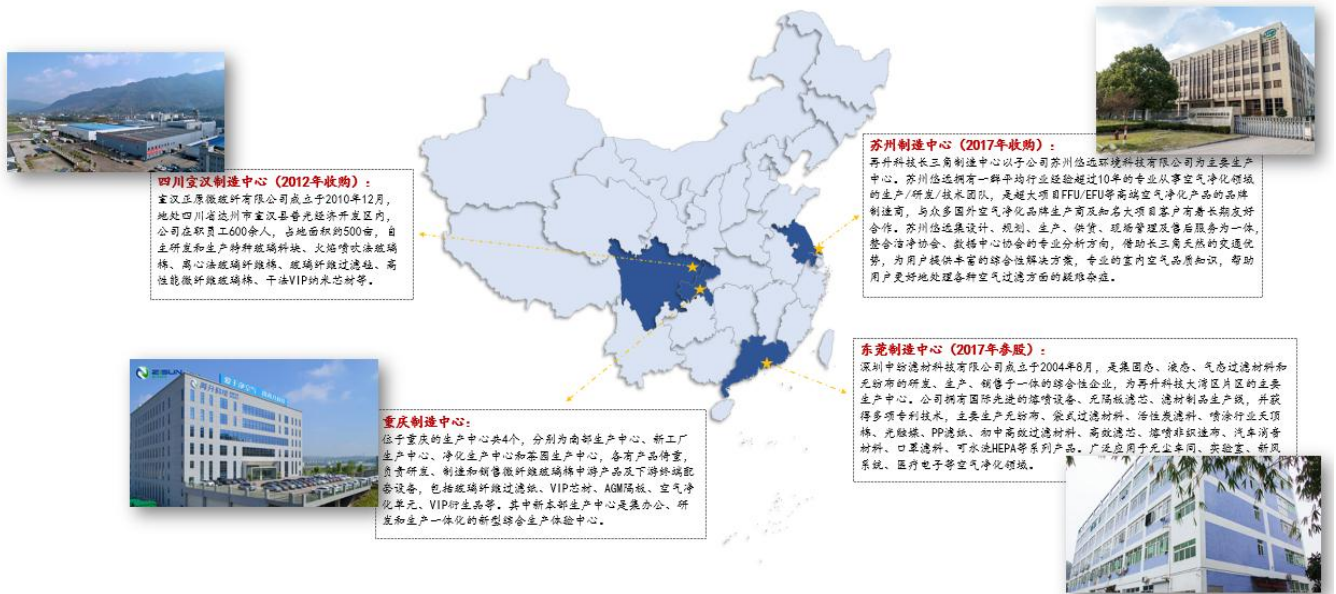 四川宣汉制造中心（2012年收购）：
宣汉正原微玻纤有限公司成立于2010年12月，
地处四川省达州市宣汉县普光经济开发区内，
公司在职员工600余人，占地面积约500亩，自
主研发和生产特种玻璃料块、火焰喷吹法玻璃
棉、离心法玻璃纤维棉、玻璃纤维过滤毡、高
性能微纤维玻璃棉、干法VIP纳米芯材等。
苏州制造中心（2017年收购）：
再升科技长三角制造中心以子公司苏州悠远环境科技有限公司为主要生产
中心。苏州悠远拥有一群平均行业经验超过10年的专业从事空气净化领域
的生产/研发/技术团队，是超大项目FFU/EFU等高端空气净化产品的品牌
制造商，与众多国外空气净化品牌生产商及知名大项目客户有着长期友好
合作。苏州悠远集设计、规划、生产、供货、现场管理及售后服务为一体，
整合洁净协会、数据中心协会的专业分析方向，借助长三角天然的交通优
势，为用户提供丰富的综合性解决方案，专业的室内空气品质知识，帮助
用户更好地处理各种空气过滤方面的疑难杂症。
ZISUN
再升科技
重庆制造中心：
位于重庆的生产中心共4个，分别为南部生产中心、新工厂
生产中心、净化生产中心和茶园生产中心，各有产品侧重，
负责研发、制造和销售微纤维玻璃棉中游产品及下游终端配
套设备，包括玻璃纤维过滤纸、VIP芯材、AGM隔板、空气净
化单元、VIP衍生品等。其中新本部生产中心是集办公、研
发和生产一体化的新型综合生产体验中心。
东莞制造中心（2017年参股）：
深圳中纺滤材科技有限公司成立于2004年8月，是集固态、液态、气态过滤材料和
无纺布的研发、生产、销售于一体的综合性企业，为再升科技大湾区片区的主要
生产中心。公司拥有国际先进的熔喷设备、无隔板滤芯、滤材制品生产线，并获
得多项专利技术，主要生产无纺布、袋式过滤材料、活性炭滤料、喷涂行业天顶
棉、光触媒、PP滤纸、初中高效过滤材料、高效滤芯、熔喷非织造布、汽车消音
材料、口罩滤料、可水洗HEPA等系列产品。广泛应用于无尘车间、实验室、新风
系统、医疗电子等空气净化领域。